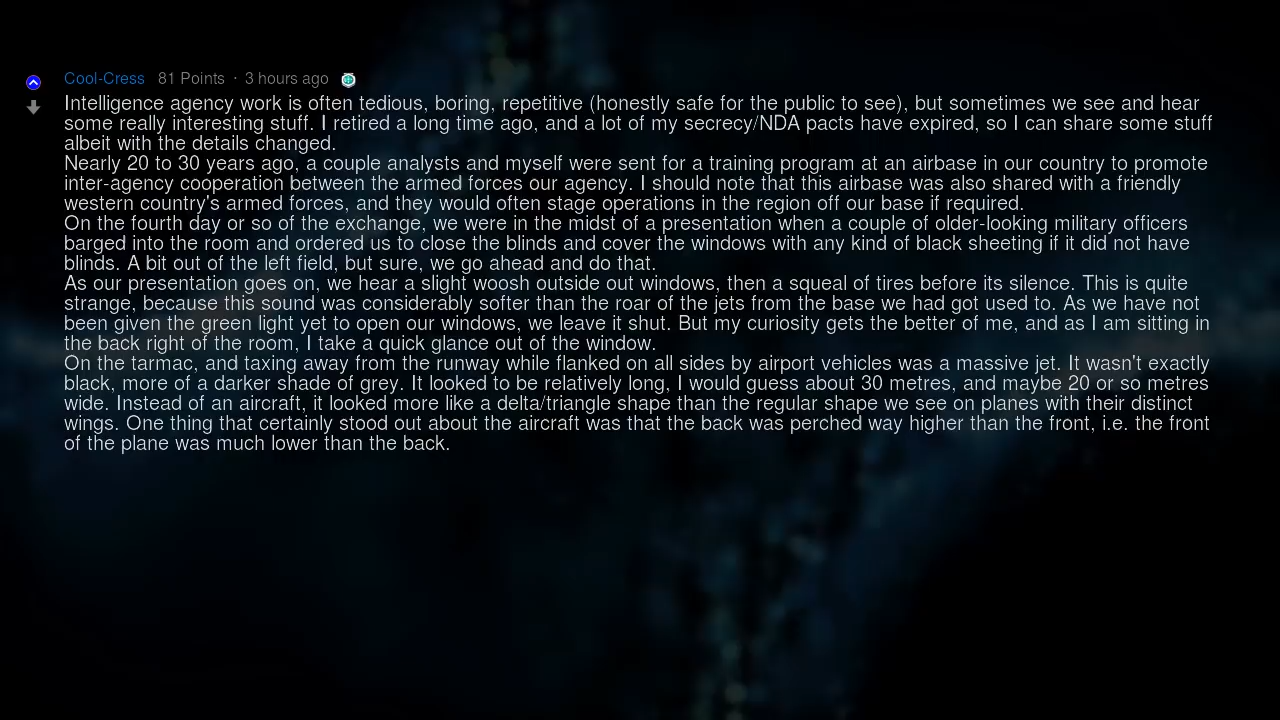 Cool-Cress 81 Points · 3 hours ago
Intelligence agency work is often tedious, boring, repetitive (honestly safe for the public to see), but sometimes we see and hear
some really interesting stuff. I retired a long time ago, and a lot of my secrecy/NDA pacts have expired, so I can share some stuff
albeit with the details changed.
Nearly 20 to 30 years ago, a couple analysts and myself were sent for a training program at an airbase in our country to promote
inter-agency cooperation between the armed forces our agency. I should note that this airbase was also shared with a friendly
western country's armed forces, and they would often stage operations in the region off our base if required.
On the fourth day or so of the exchange, we were in the midst of a presentation when a couple of older-looking military officers
barged into the room and ordered us to close the blinds and cover the windows with any kind of black sheeting if it did not have
blinds. A bit out of the left field, but sure, we go ahead and do that.
As our presentation goes on, we hear a slight woosh outside out windows, then a squeal of tires before its silence. This is quite
strange, because this sound was considerably softer than the roar of the jets from the base we had got used to. As we have not
been given the green light yet to open our windows, we leave it shut. But my curiosity gets the better of me, and as I am sitting in
the back right of the room, I take a quick glance out of the window.
On the tarmac, and taxing away from the runway while flanked on all sides by airport vehicles was a massive jet. It wasn't exactly
black, more of a darker shade of grey. It looked to be relatively long, I would guess about 30 metres, and maybe 20 or so metres
wide. Instead of an aircraft, it looked more like a delta/triangle shape than the regular shape we see on planes with their distinct
wings. One thing that certainly stood out about the aircraft was that the back was perched way higher than the front, i.e. the front
of the plane was much lower than the back.